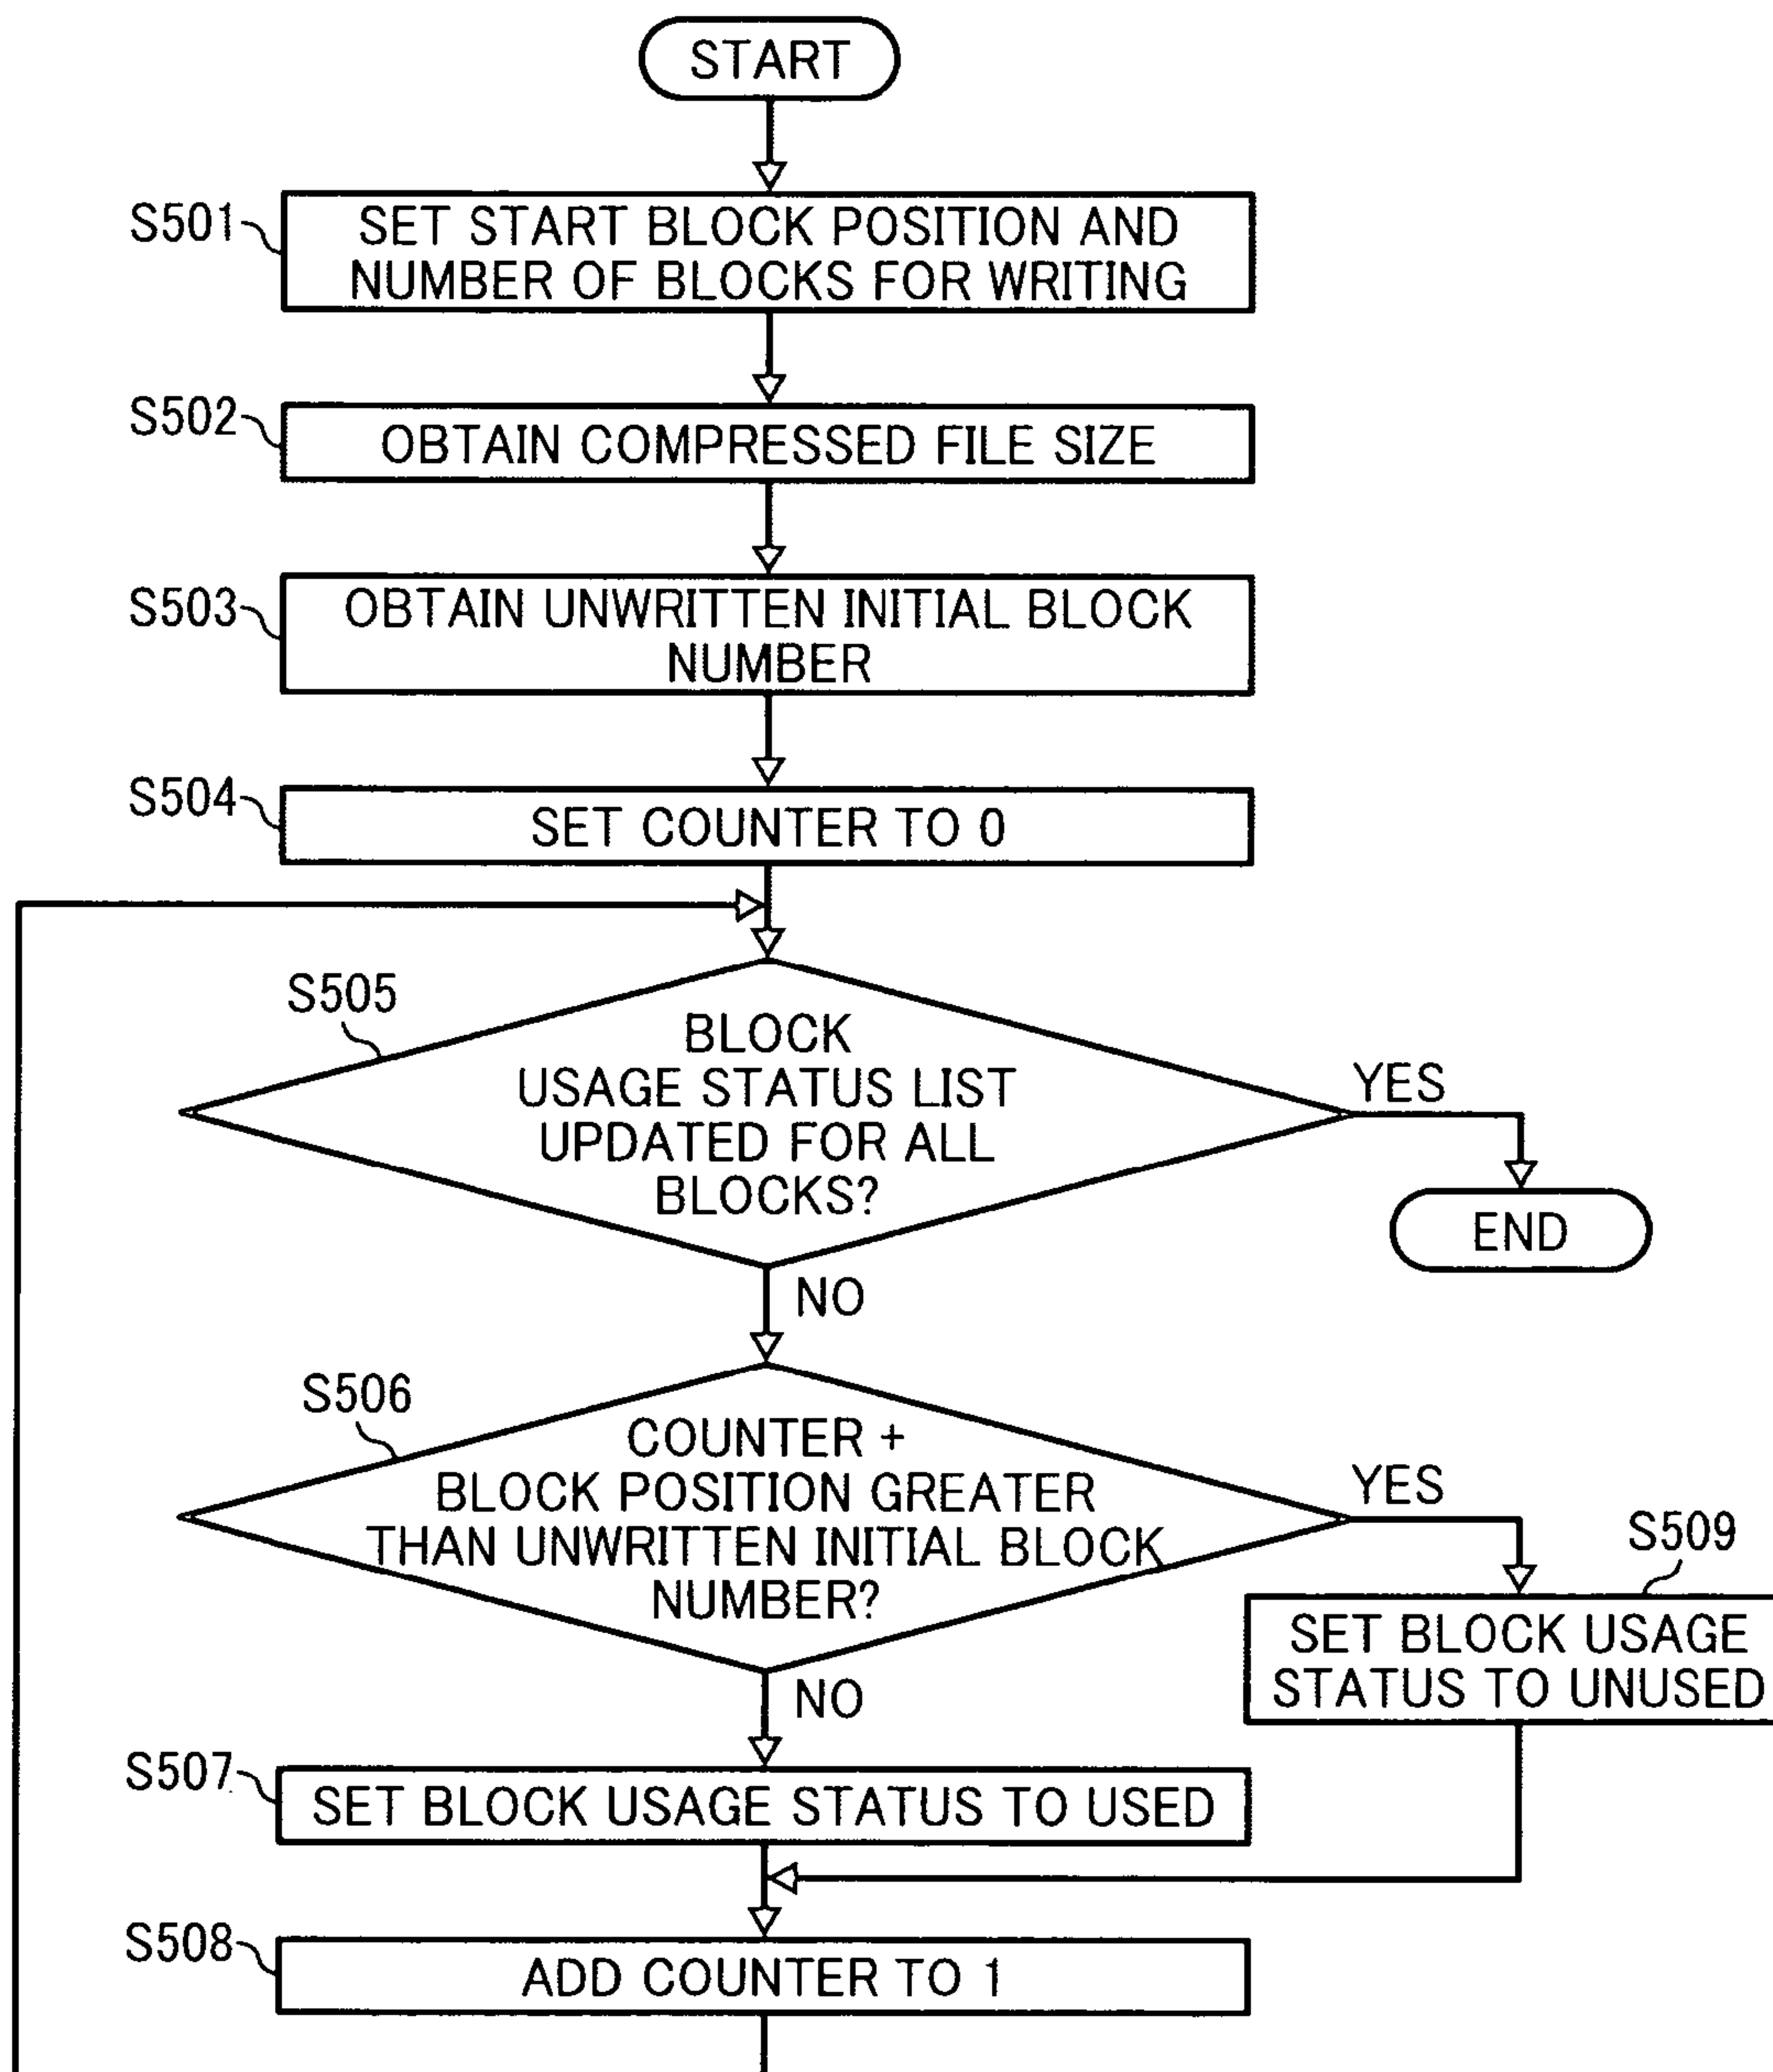 START
S501
SET START BLOCK POSITION AND
NUMBER OF BLOCKS FOR WRITING
S502
OBTAIN COMPRESSED FILE SIZE
S503
OBTAIN UNWRITTEN INITIAL BLOCK
NUMBER
S504
SET COUNTER TO 0
S505
BLOCK
USAGE STATUS LIST
UPDATED FOR ALL
BLOCKS?
YES
END
NO
S506
COUNTER +
BLOCK POSITION GREATER
THAN UNWRITTEN INITIAL BLOCK
NUMBER?
YES
S509
SET BLOCK USAGE
STATUS TO UNUSED
NO
S507
SET BLOCK USAGE STATUS TO USED
S508
ADD COUNTER TO 1